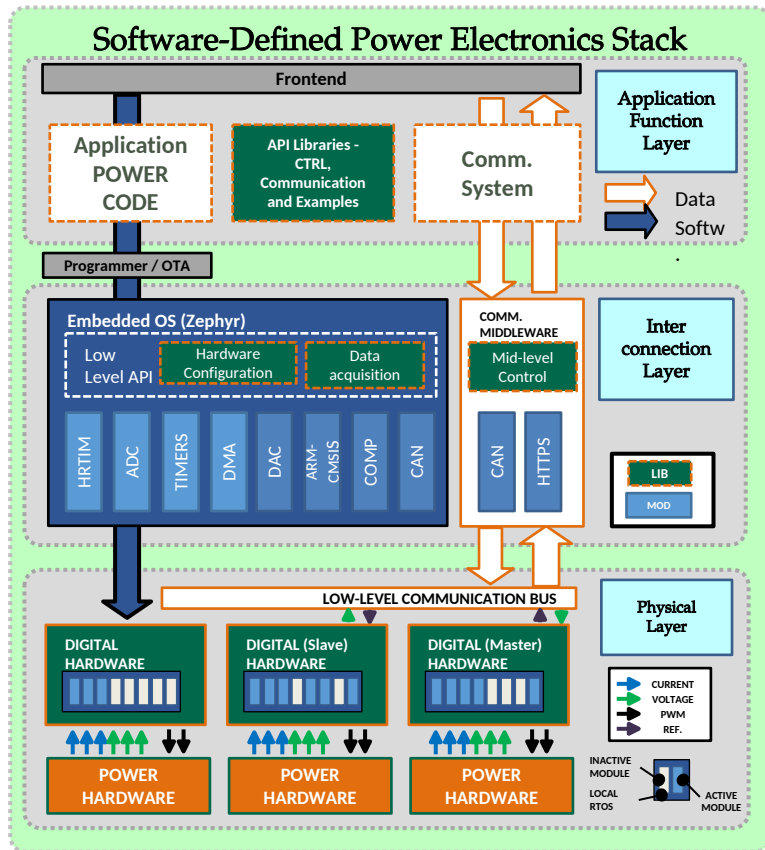 Software-Defined Power Electronics Stack
Frontend
Application
POWER
CODE
API Libraries -
CTRL,
Communication
and Examples
Comm.
System
Application
Function
Layer
Data
Softw
.
Programmer / OTA
Embedded OS (Zephyr)
Low
Level API
Hardware
Configuration
Data
acquisition
HRTIM
ADC
TIMERS
DMA
DAC
ARM-
CMSIS
COMP
CAN
COMM.
MIDDLEWARE
Mid-level
Control
CAN
HTTPS
Inter
connection
Layer
LIB
MOD
LOW-LEVEL COMMUNICATION BUS
Physical
Layer
DIGITAL
HARDWARE
DIGITAL (Slave)
HARDWARE
DIGITAL (Master)
HARDWARE
CURRENT
VOLTAGE
PWM
REF.
POWER
HARDWARE
POWER
HARDWARE
POWER
HARDWARE
INACTIVE
MODULE
LOCAL
RTOS
ACTIVE
MODULE